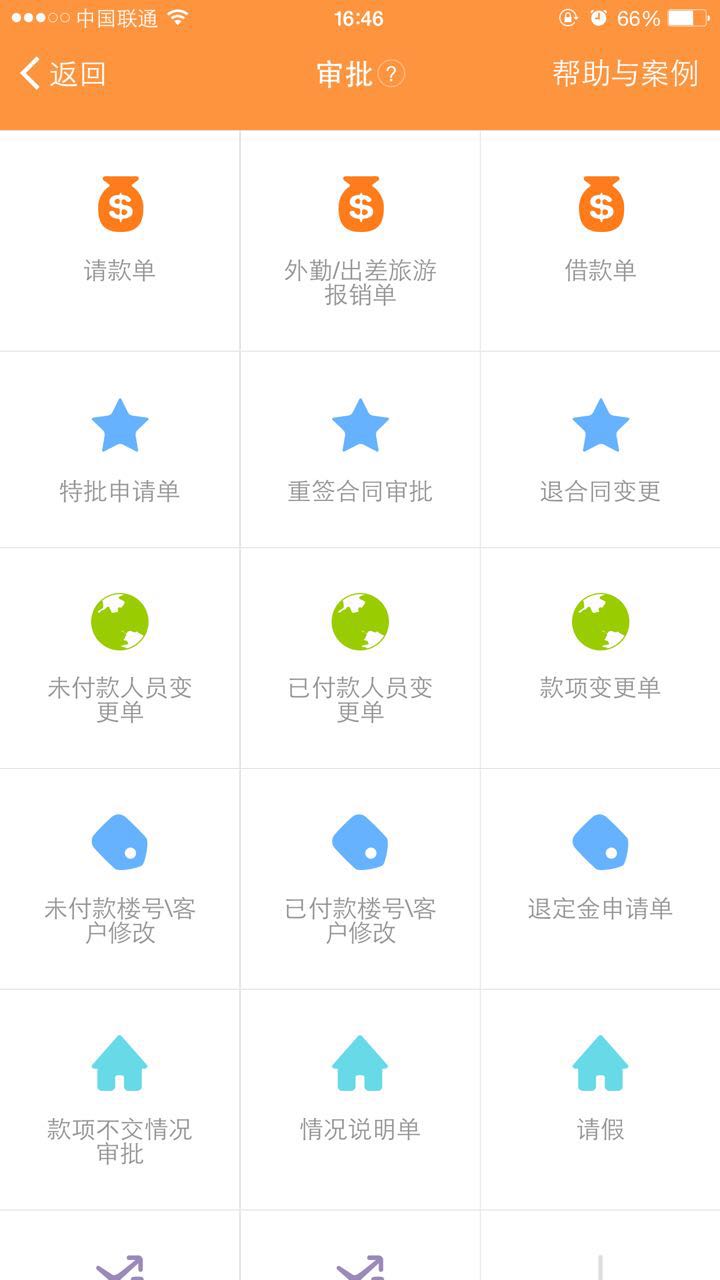 中国联通
16:46
66%
返回
审批?
帮助与案例
请款单
外勤/出差旅游
报销单
借款单
特批申请单
重签合同审批
退合同变更
未付款人员变
更单
已付款人员变
更单
款项变更单
未付款楼号\客
户修改
已付款楼号\客
户修改
退定金申请单
款项不交情况
审批
情况说明单
请假